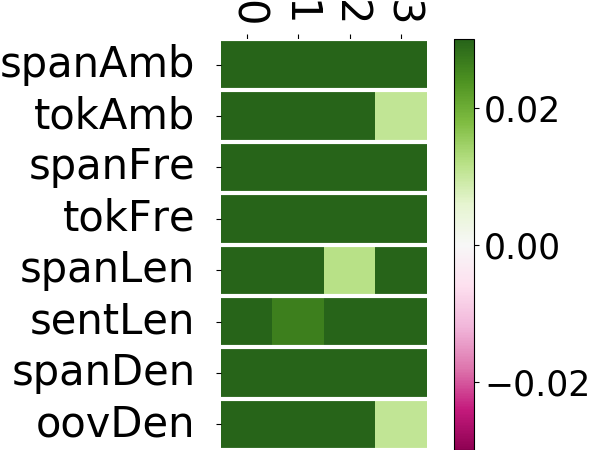 0 1 2 3
spanAmb
tokAmb
spanFre
tokFre
spanLen
sentLen
spanDen
oovDen
0.02
0.00
−0.02